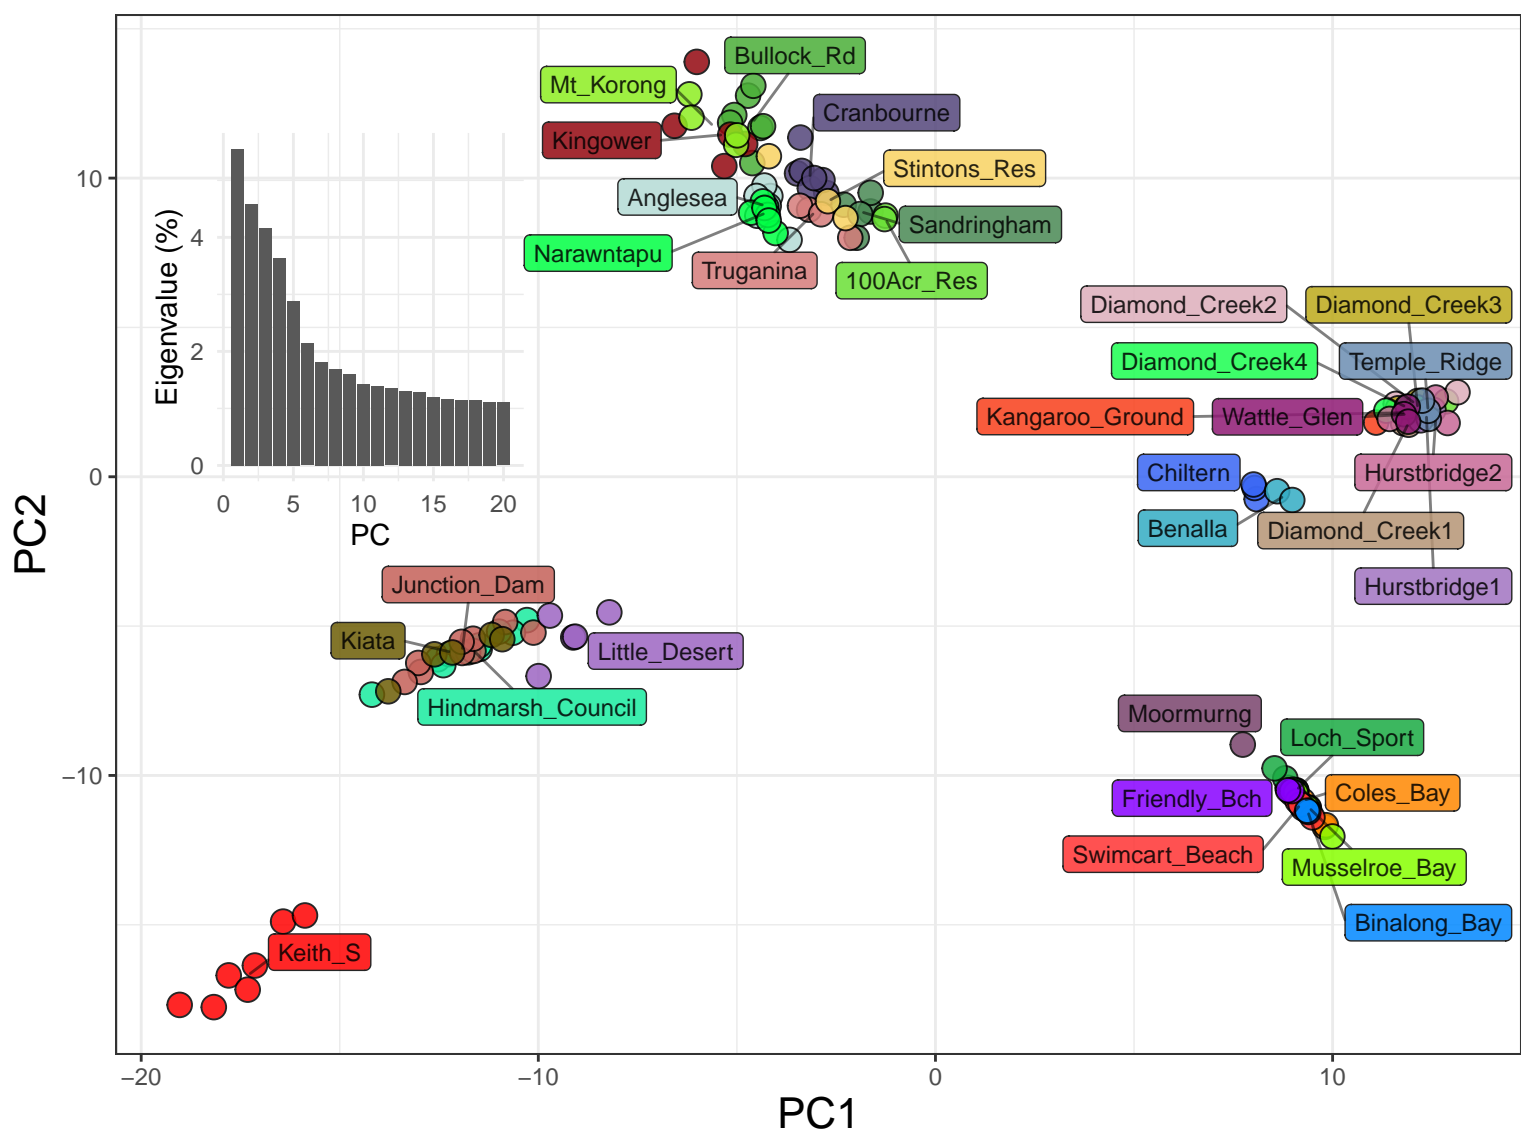 Bullock_Rd
Mt_Korong
Cranbourne
Kingower
Stintons_Res
Anglesea
Sandringham
Narawntapu
Truganina
100Acr_Res
Diamond_Creek2
Diamond_Creek3
Diamond_Creek4
Temple_Ridge
Kangaroo_Ground
Wattle_Glen
Chiltern
Hurstbridge2
Benalla
Diamond_Creek1
Hurstbridge1
Junction_Dam
Kiata
Little_Desert
Hindmarsh_Council
Moormurng
Loch_Sport
Friendly_Bch
Coles_Bay
Swimcart_Beach
Musselroe_Bay
Binalong_Bay
Keith_S
Eigenvalue (%)
4
2
0
0 5 10 15 20
PC
PC2
10
0
−10
−20 −10 0 10
PC1